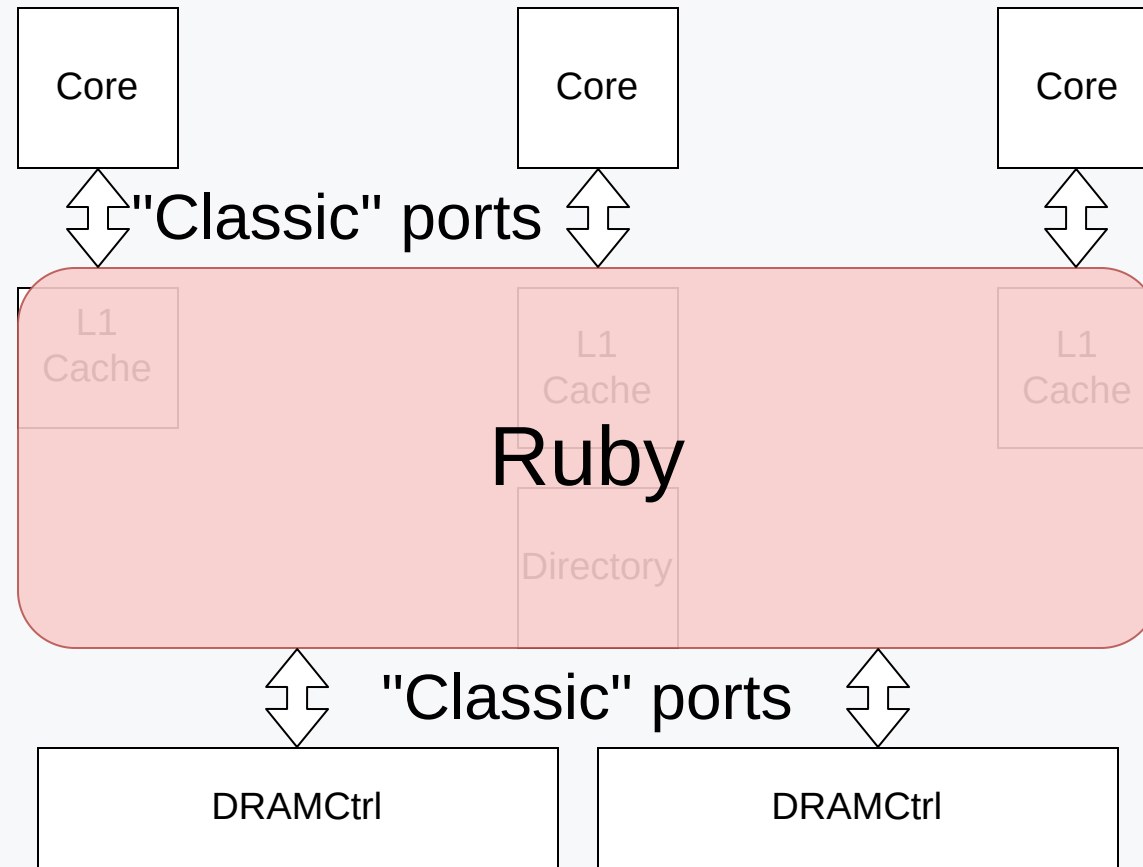 Core
Core
Core
"Classic" ports
L1
Cache
L1
Cache
L1
Cache
Ruby
Directory
"Classic" ports
DRAMCtrl
DRAMCtrl